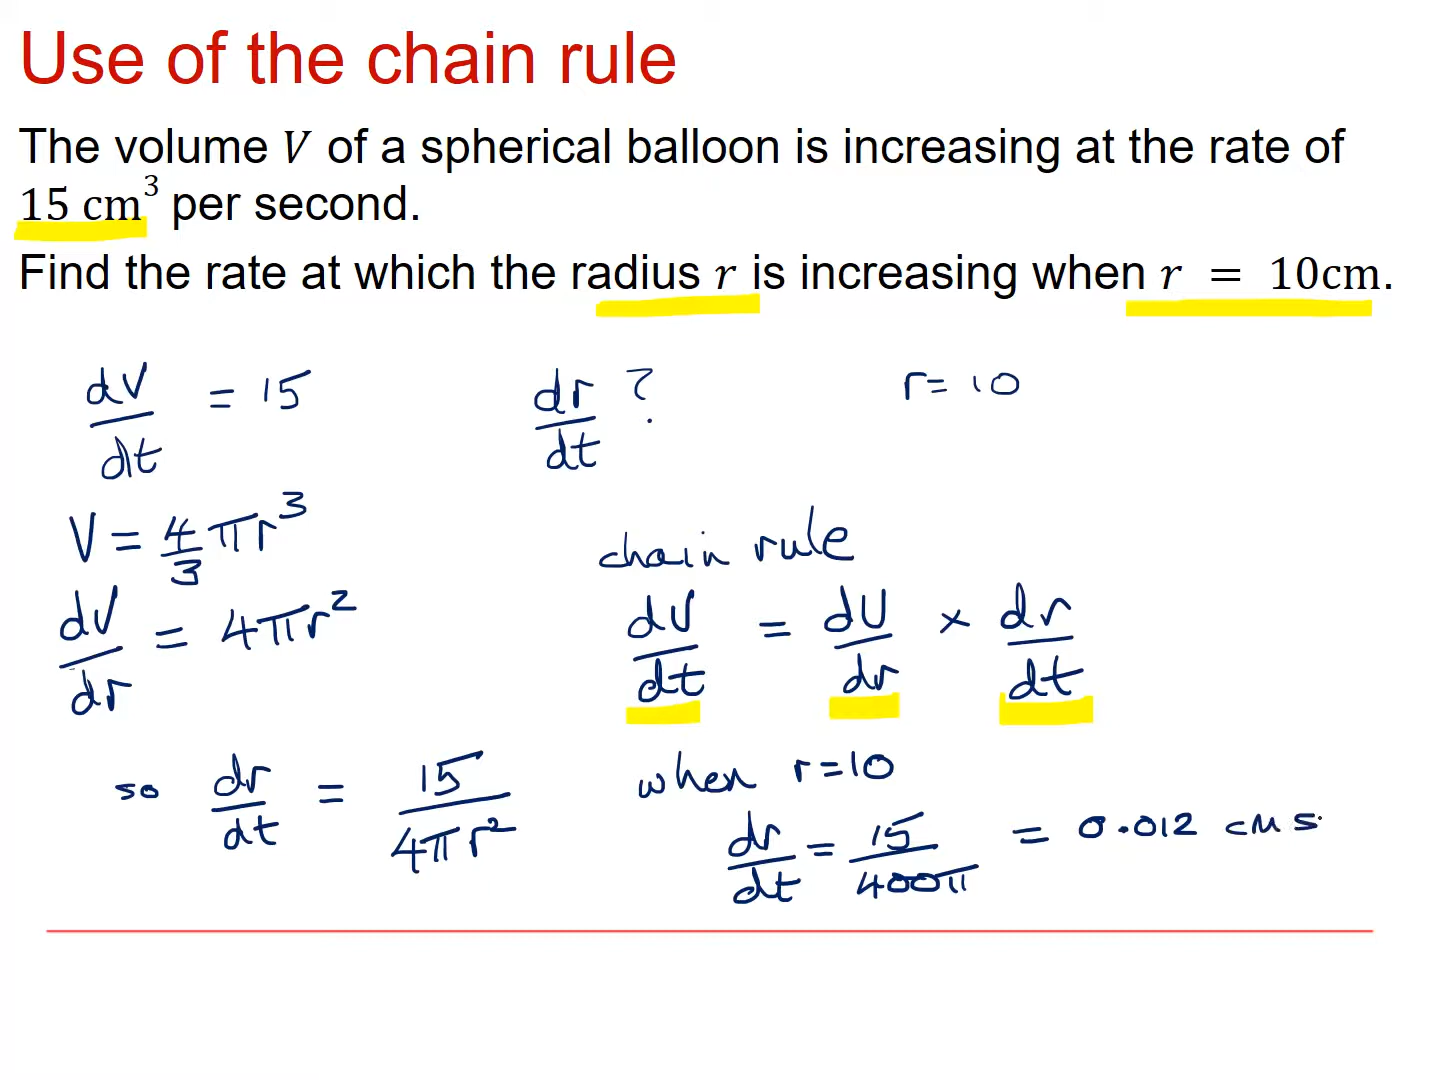 Use of the chain rule
The volume V of a spherical balloon is increasing at the rate of
15 cm³ per second.
Find the rate at which the radius r is increasing when r = 10cm.
dV/dt = 15 dr/dt ? r = 10
V = 4/3 πr³
chain rule
dV/dr = 4πr² dV/dt = dV/dr × dr/dt
so dr/dt = 15/4πr² when r=10
dr/dt = 15/400π = 0.012 cm s